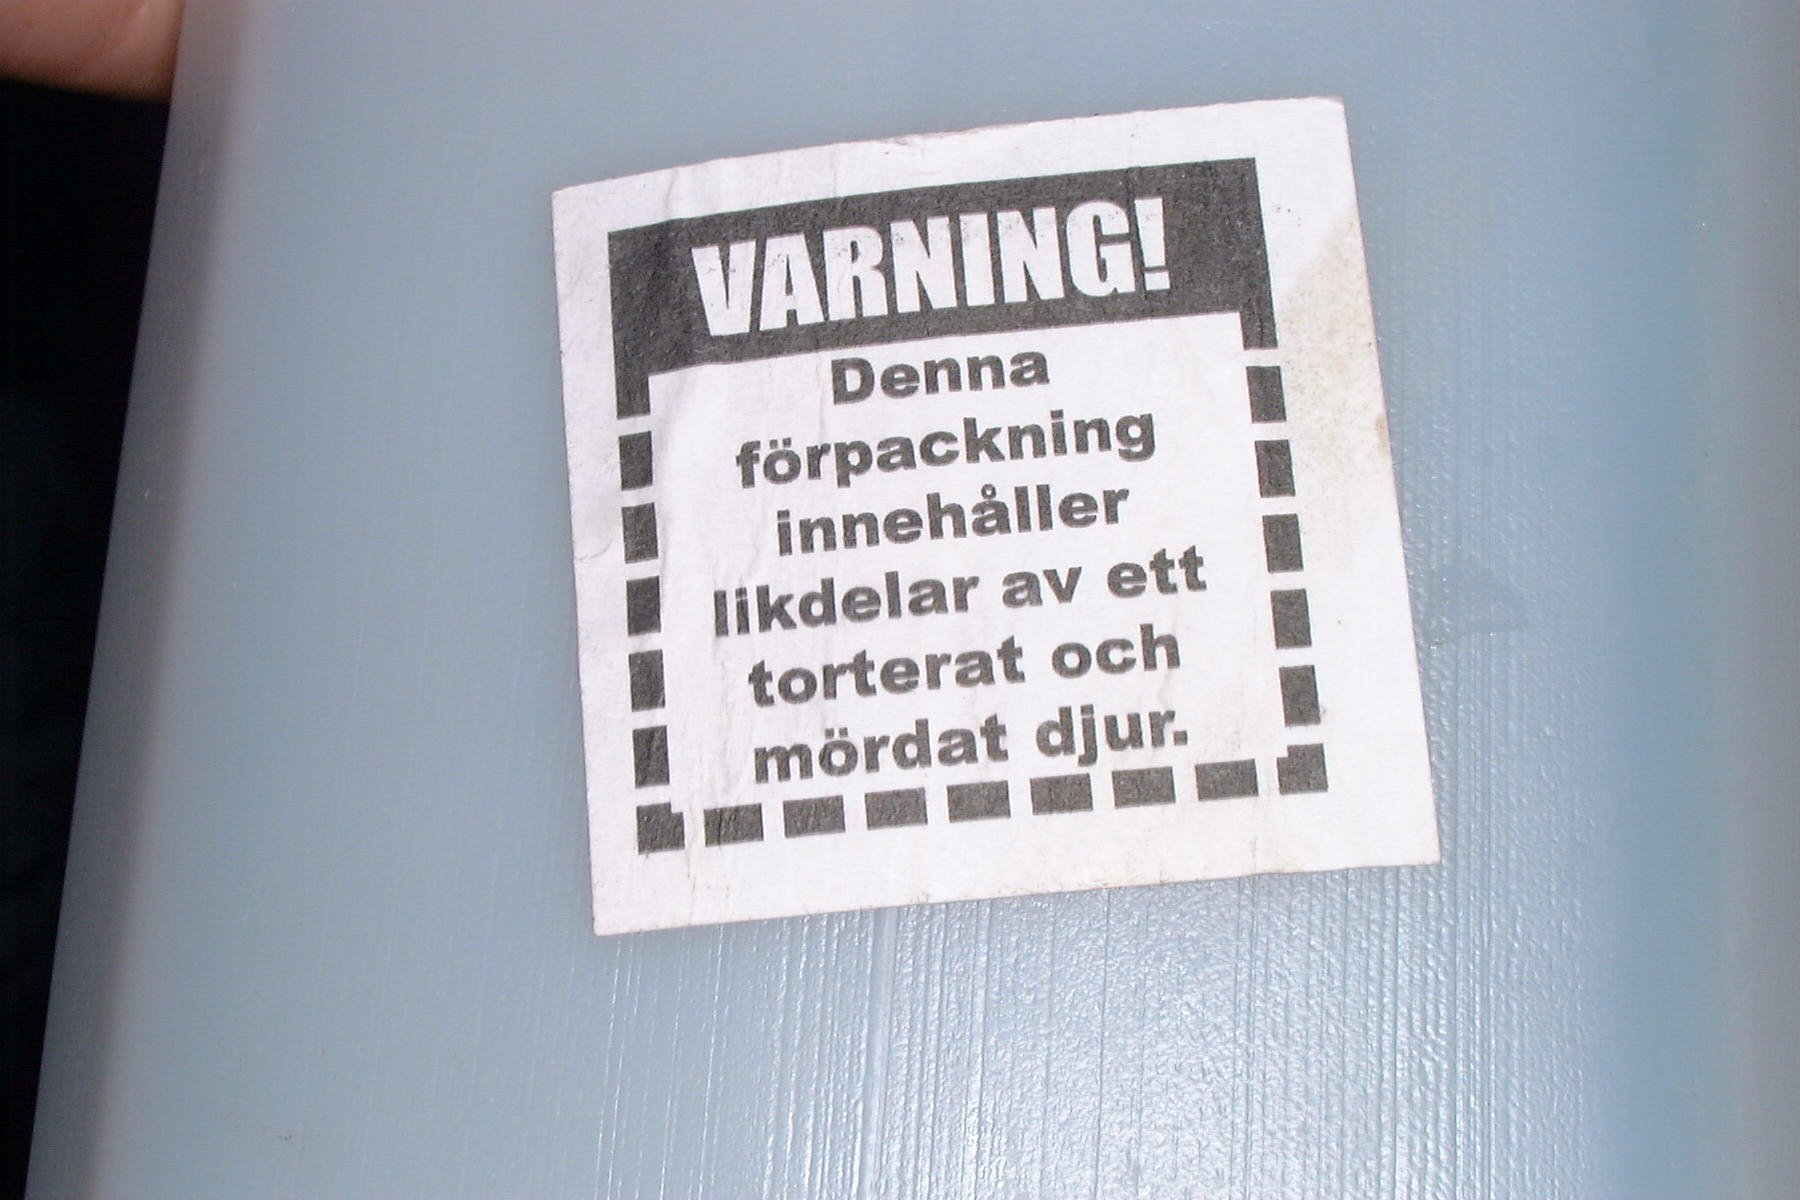 VARNING!
Denna
förpackning
innehåller
likdelar av ett
torterat och
mördat djur.